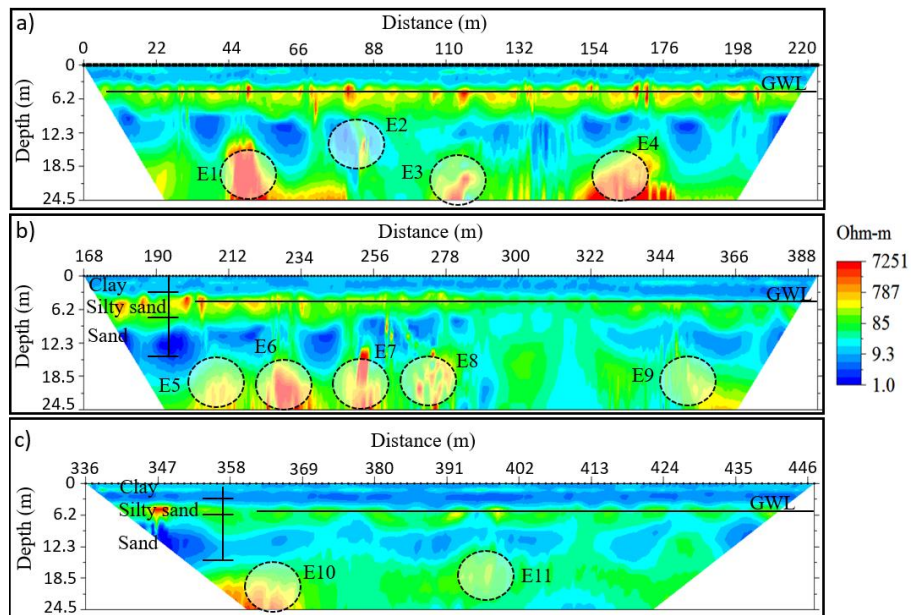 a)
Distance (m)
0 22 44 66 88 110 132 154 176 198 220
Depth (m)
0
6.2
12.3
18.5
24.5
GWL
E2
E1
E3
E4
b)
Distance (m)
168 190 212 234 256 278 300 322 344 366 388
Depth (m)
0
6.2
12.3
18.5
24.5
Clay
Silty sand
Sand
GWL
E6
E7
E8
E5
E9
Ohm-m
7251
787
85
9.3
1.0
c)
Distance (m)
336 347 358 369 380 391 402 413 424 435 446
Depth (m)
0
6.2
12.3
18.5
24.5
Clay
Silty sand
Sand
GWL
E10
E11